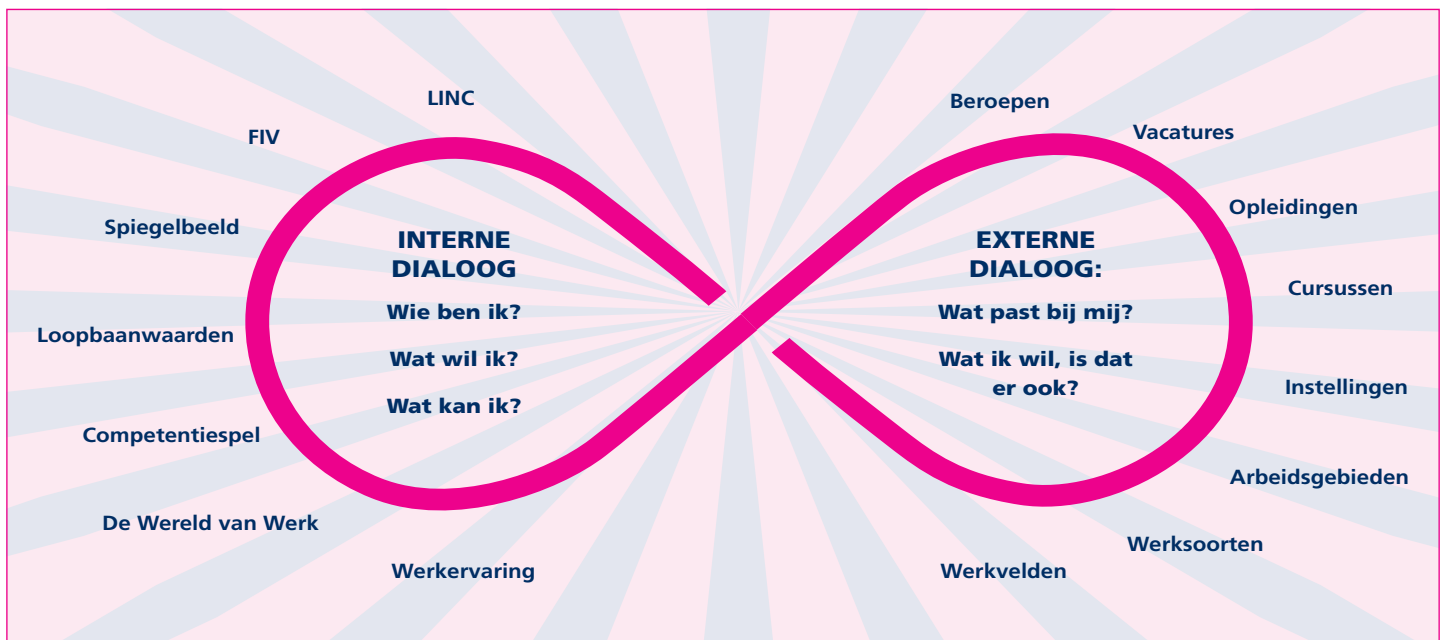 LINC
FIV
Spiegelbeeld
Loopbaanwaarden
Competentiespel
De Wereld van Werk
Werkervaring
INTERNE
DIALOOG
Wie ben ik?
Wat wil ik?
Wat kan ik?
EXTERNE
DIALOOG:
Wat past bij mij?
Wat ik wil, is dat
er ook?
Beroepen
Vacatures
Opleidingen
Cursussen
Instellingen
Arbeidsgebieden
Werksoorten
Werkvelden